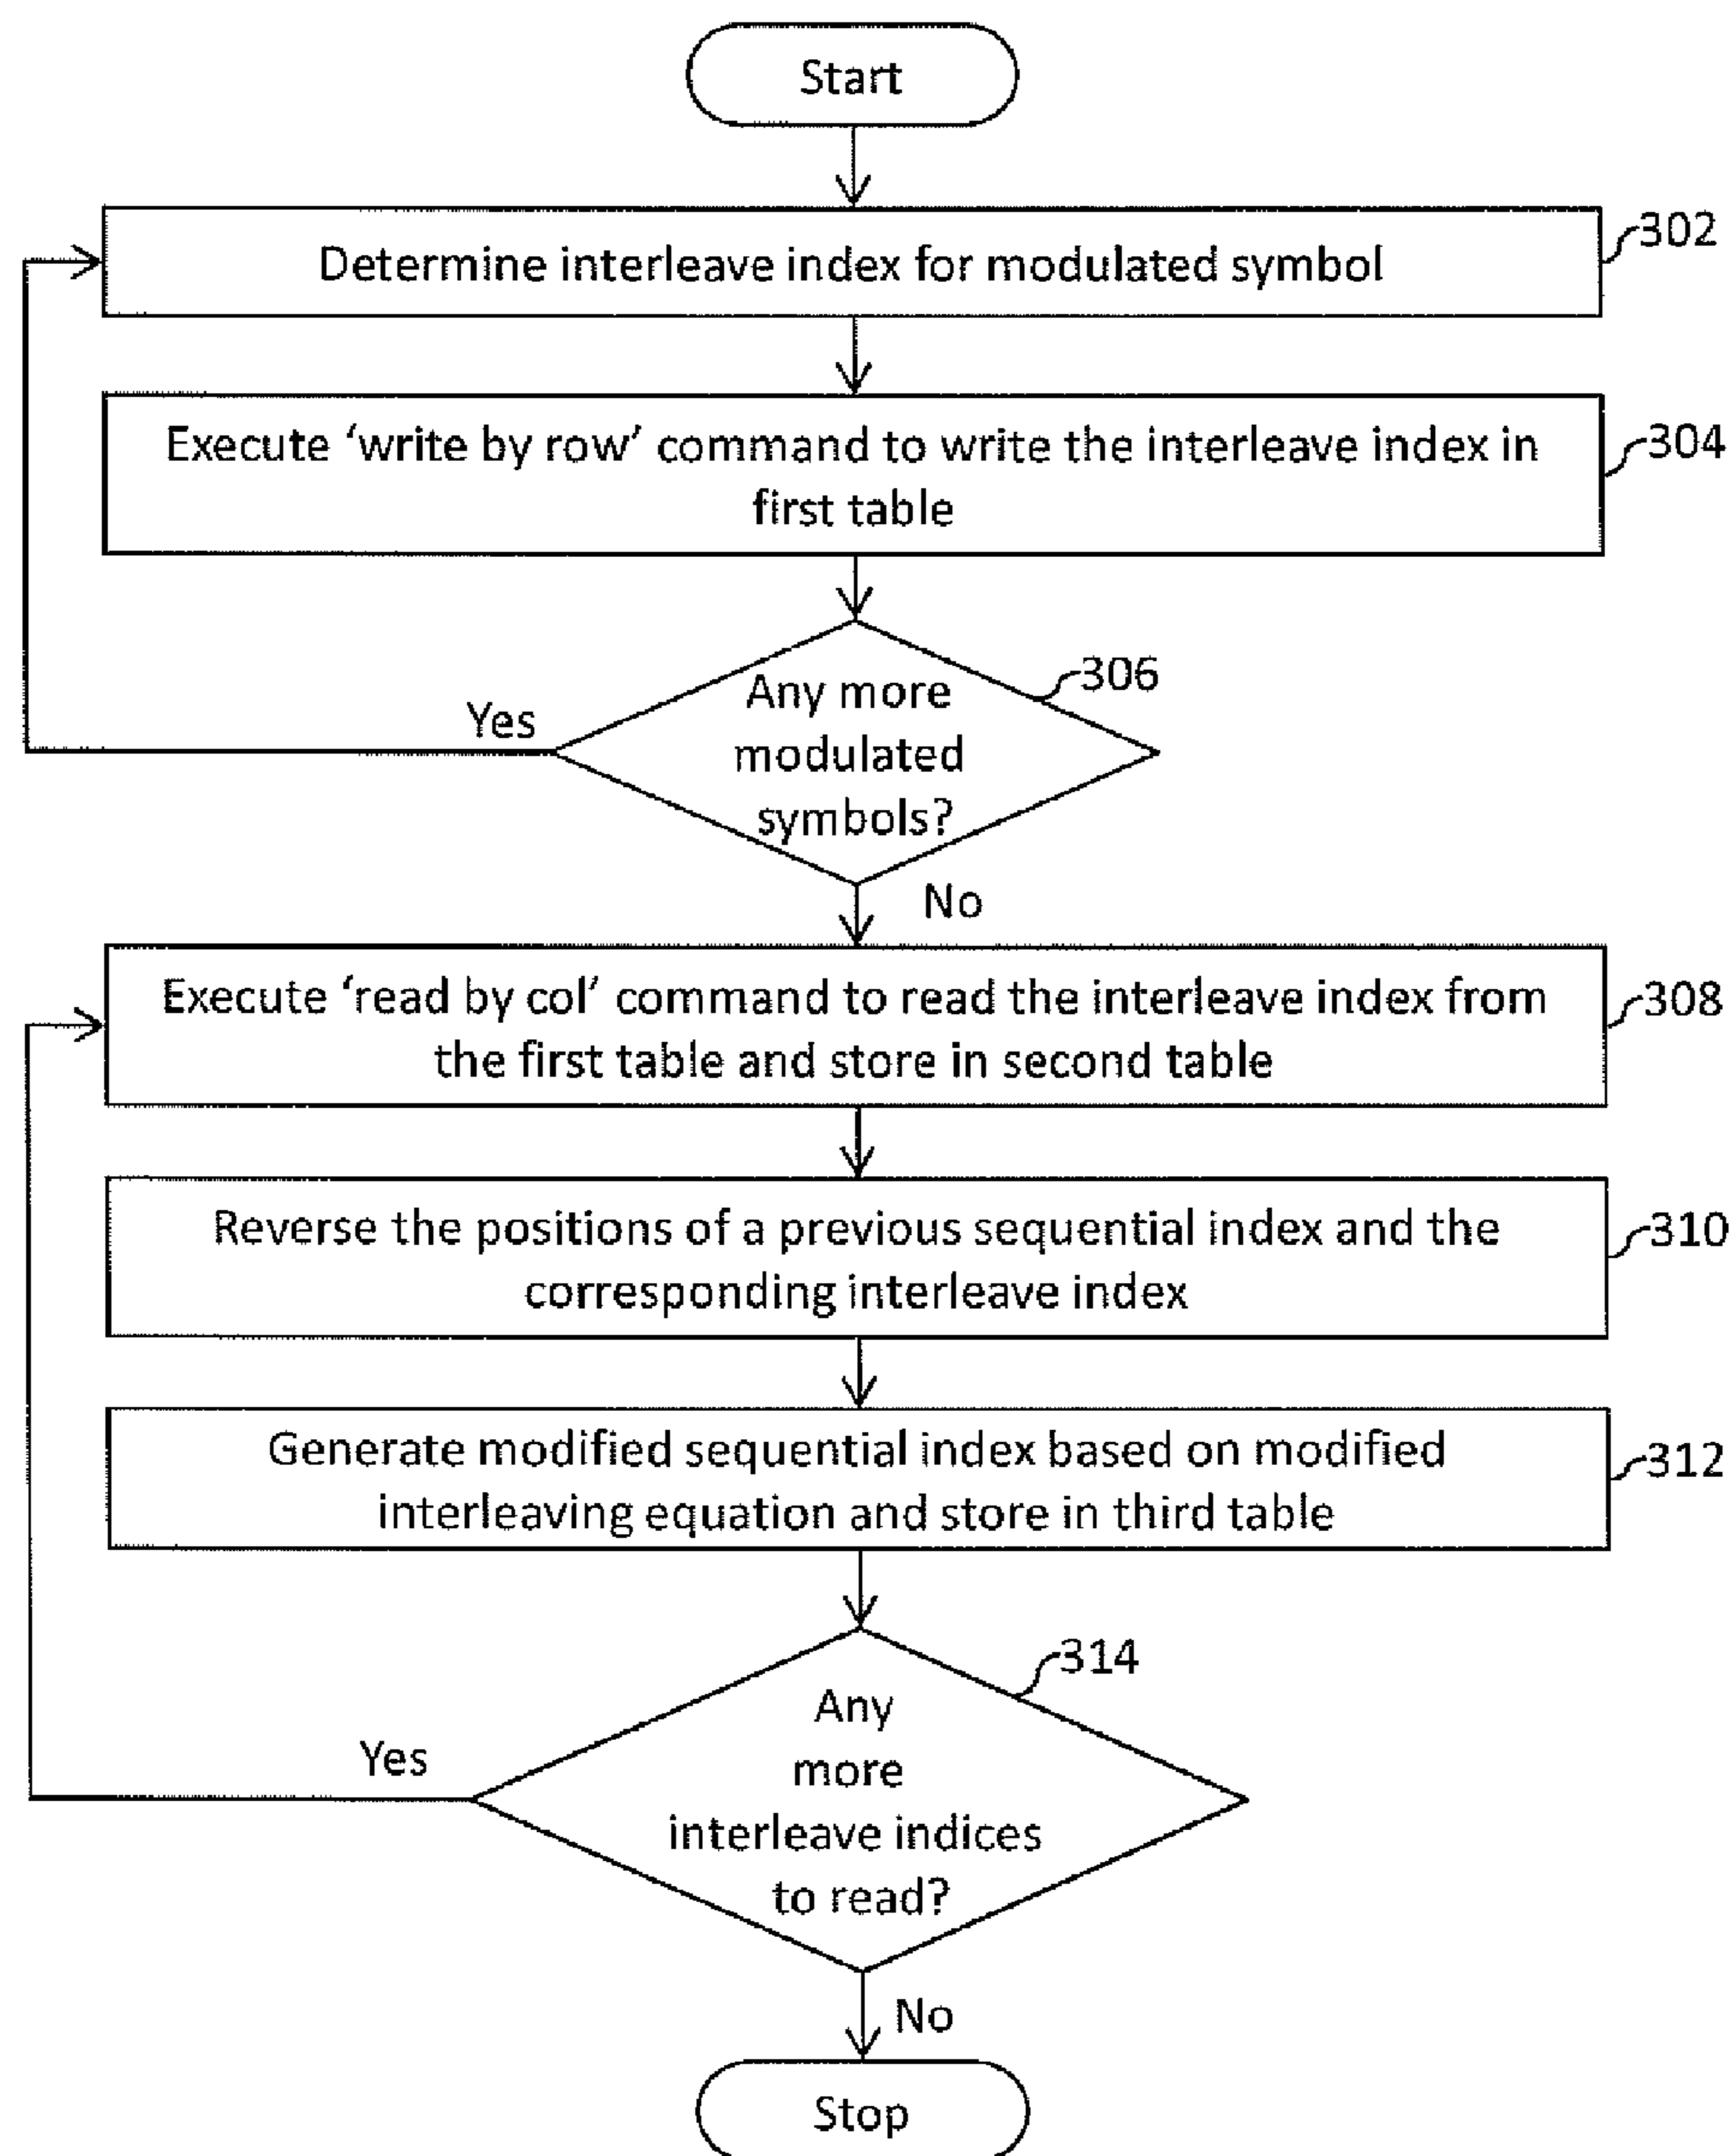 Start
Determine interleave index for modulated symbol
302
Execute ‘write by row’ command to write the interleave index in
first table
304
306
Any more
modulated
symbols?
Yes
No
Execute ‘read by col’ command to read the interleave index from
the first table and store in second table
308
Reverse the positions of a previous sequential index and the
corresponding interleave index
310
Generate modified sequential index based on modified
interleaving equation and store in third table
312
314
Any
more
interleave indices
to read?
Yes
No
Stop